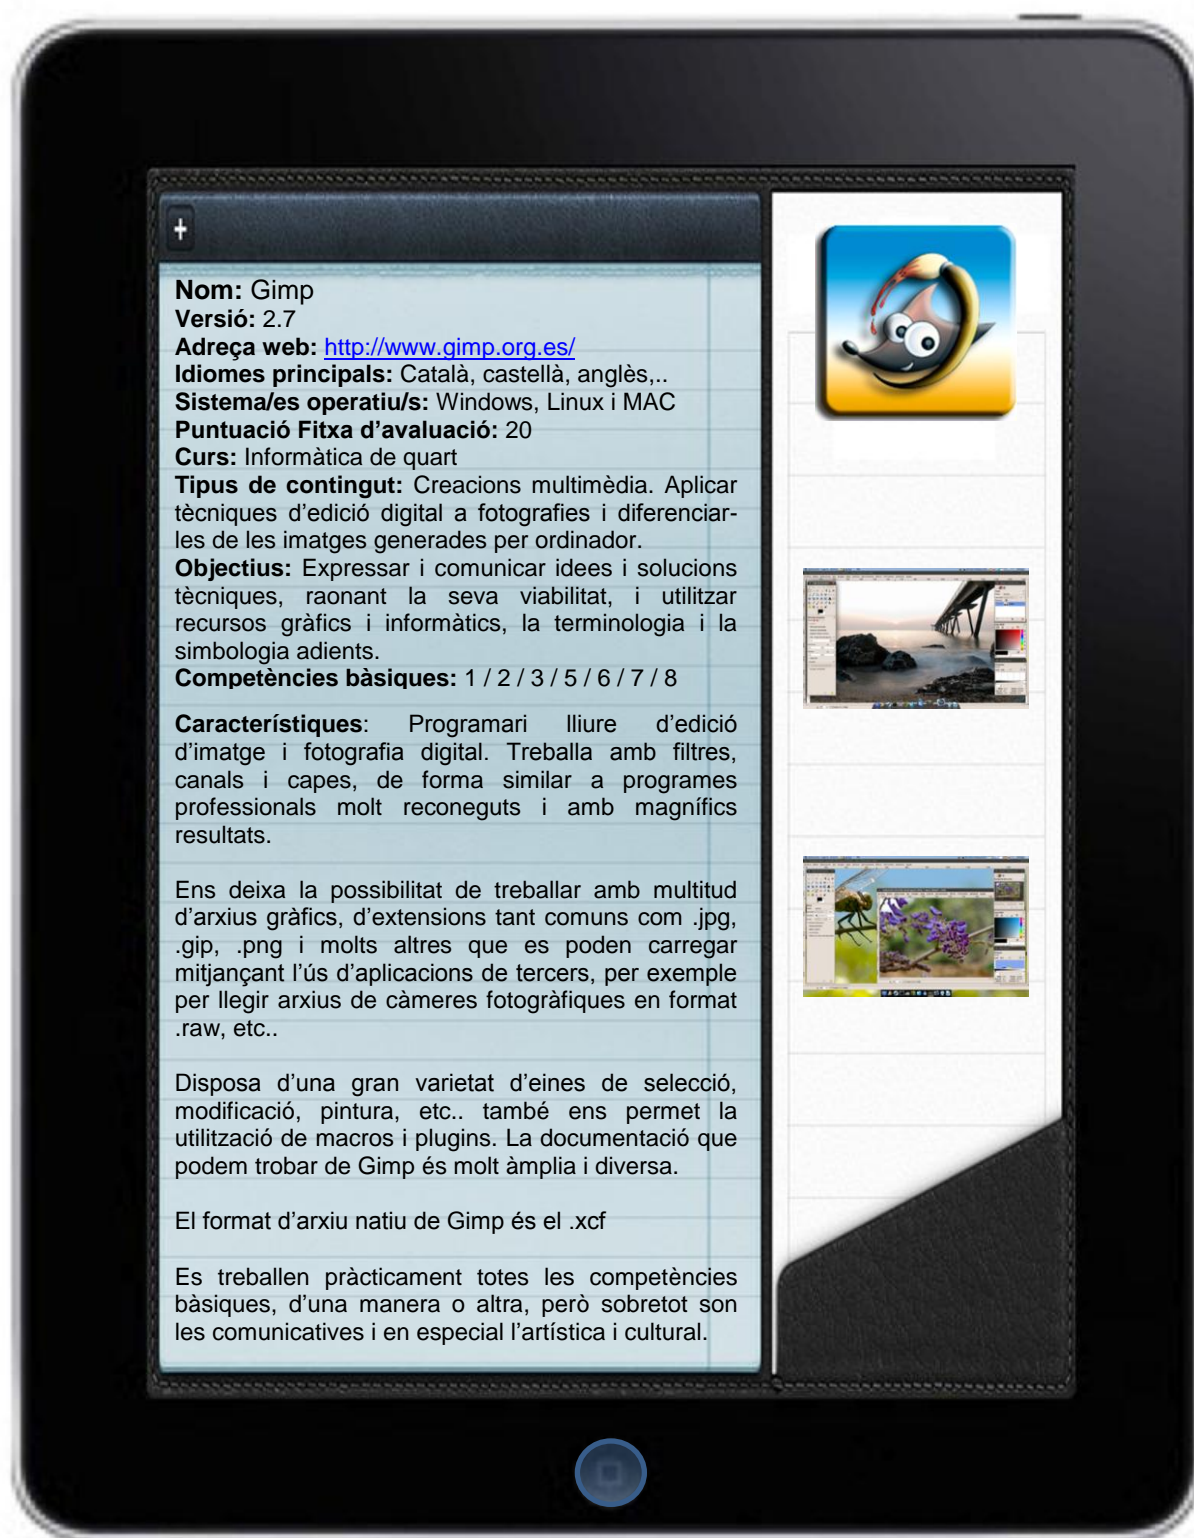 Nom: Gimp
Versió: 2.7
Adreça web: http://www.gimp.org.es/
Idiomes principals: Català, castellà, anglès,..
Sistema/es operatiu/s: Windows, Linux i MAC
Puntuació Fitxa d’avaluació: 20
Curs: Informàtica de quart
Tipus de contingut: Creacions multimèdia. Aplicar
tècniques d’edició digital a fotografies i diferenciar-
les de les imatges generades per ordinador.
Objectius: Expressar i comunicar idees i solucions
tècniques, raonant la seva viabilitat, i utilitzar
recursos gràfics i informàtics, la terminologia i la
simbologia adients.
Competències bàsiques: 1 / 2 / 3 / 5 / 6 / 7 / 8
Característiques: Programari lliure d’edició
d’imatge i fotografia digital. Treballa amb filtres,
canals i capes, de forma similar a programes
professionals molt reconeguts i amb magnífics
resultats.
Ens deixa la possibilitat de treballar amb multitud
d’arxius gràfics, d’extensions tant comuns com .jpg,
.gip, .png i molts altres que es poden carregar
mitjançant l’ús d’aplicacions de tercers, per exemple
per llegir arxius de càmeres fotogràfiques en format
.raw, etc..
Disposa d’una gran varietat d’eines de selecció,
modificació, pintura, etc.. també ens permet la
utilització de macros i plugins. La documentació que
podem trobar de Gimp és molt àmplia i diversa.
El format d’arxiu natiu de Gimp és el .xcf
Es treballen pràcticament totes les competències
bàsiques, d’una manera o altra, però sobretot son
les comunicatives i en especial l’artística i cultural.